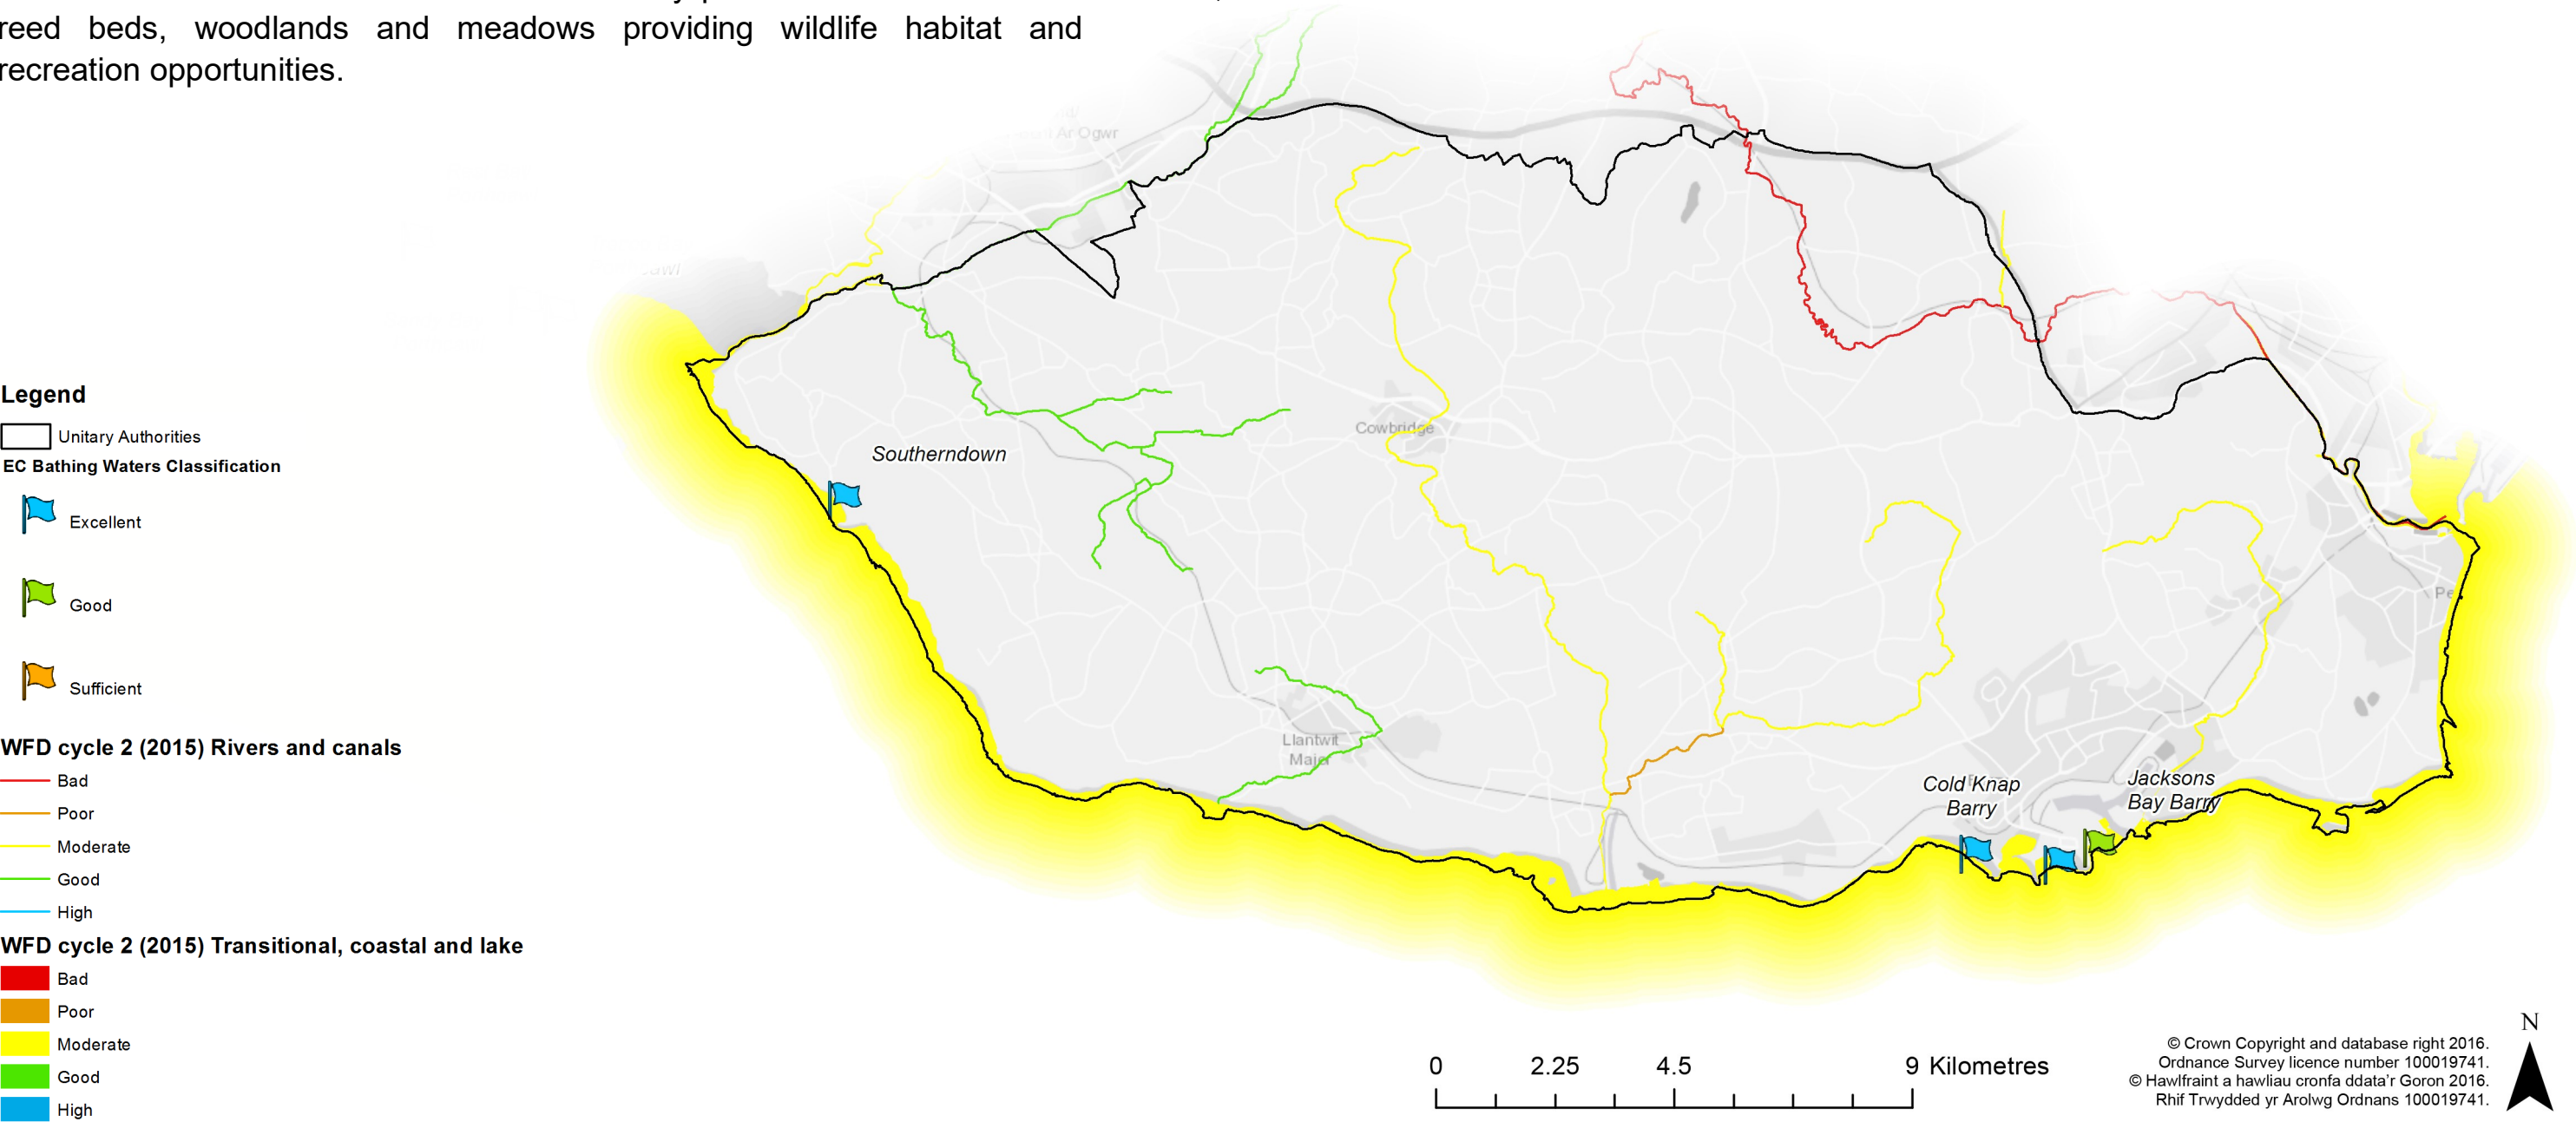 reed beds, woodlands and meadows providing wildlife habitat and
recreation opportunities.
Ar Ogwr
Legend
Unitary Authorities
EC Bathing Waters Classification
Excellent
Good
Sufficient
WFD cycle 2 (2015) Rivers and canals
Bad
Poor
Moderate
Good
High
WFD cycle 2 (2015) Transitional, coastal and lake
Bad
Poor
Moderate
Good
High
Southerndown
Cowbridge
Llantwit
Major
Cold Knap
Barry
Jacksons
Bay Barry
Pe
0 2.25 4.5 9 Kilometres
N
© Crown Copyright and database right 2016.
Ordnance Survey licence number 100019741.
© Hawlfraint a hawliau cronfa ddata'r Goron 2016.
Rhif Trwydded yr Arolwg Ordnans 100019741.